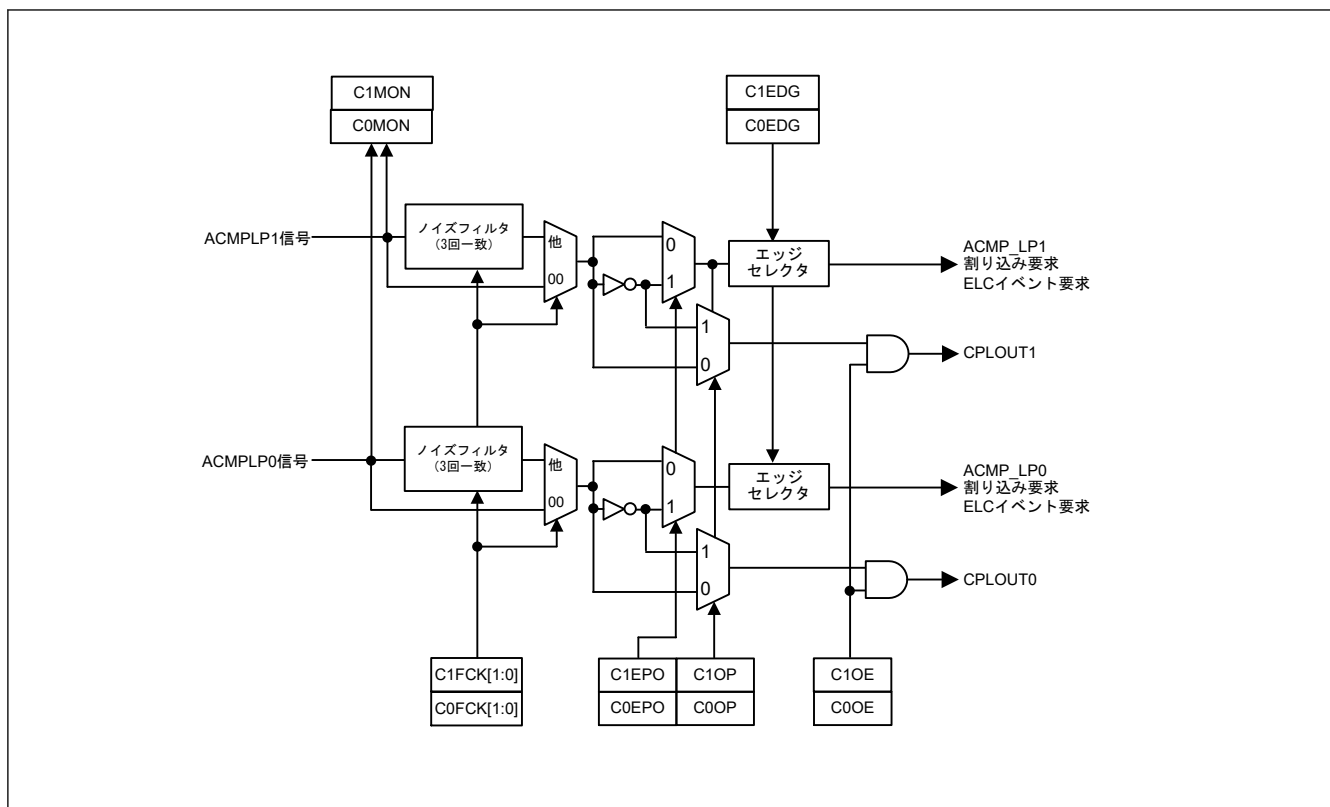 C1MON
C0MON
C1EDG
C0EDG
ACMPLP1信号
ノイズフィルタ
(3回一致)
他
00
0
1
エッジ
セレクタ
ACMP_LP1
割り込み要求
ELCイベント要求
1
0
CPLOUT1
ACMPLP0信号
ノイズフィルタ
(3回一致)
他
00
0
1
エッジ
セレクタ
ACMP_LP0
割り込み要求
ELCイベント要求
1
0
CPLOUT0
C1FCK[1:0]
C0FCK[1:0]
C1EPO
C0EPO
C1OP
C0OP
C1OE
C0OE